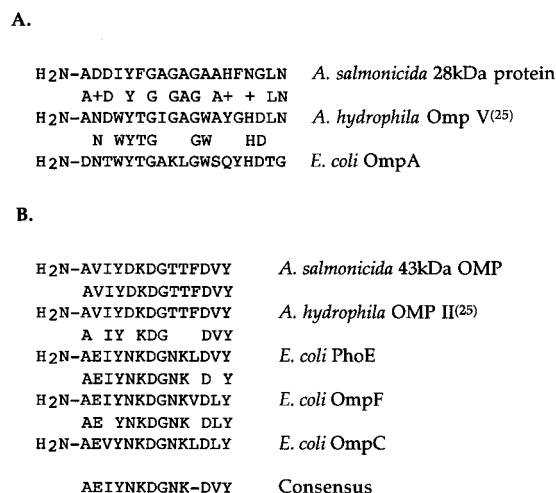 A.
H2N-ADDIYFGAGAGAAHFNGLN A. salmonicida 28kDa protein
A+D Y G GAG A+ + LN
H2N-ANDWYTGIGAGWAYGHDLN A. hydrophila Omp V(25)
N WYTG GW HD
H2N-DNTWYTGAKLGWSQYHDTG E. coli OmpA
B.
H2N-AVIYDKDGTTFDVY A. salmonicida 43kDa OMP
AVIYDKDGTTFDVY
H2N-AVIYDKDGTTFDVY A. hydrophila OMP II(25)
A IY KDG DVY
H2N-AEIYNKDGNKLDVY E. coli PhoE
AEIYNKDGNK D Y
H2N-AEIYNKDGNKVDLY E. coli OmpF
AE YNKDGNK DLY
H2N-AEVYNKDGNKLDLY E. coli OmpC
AEIYNKDGNK-DVY Consensus